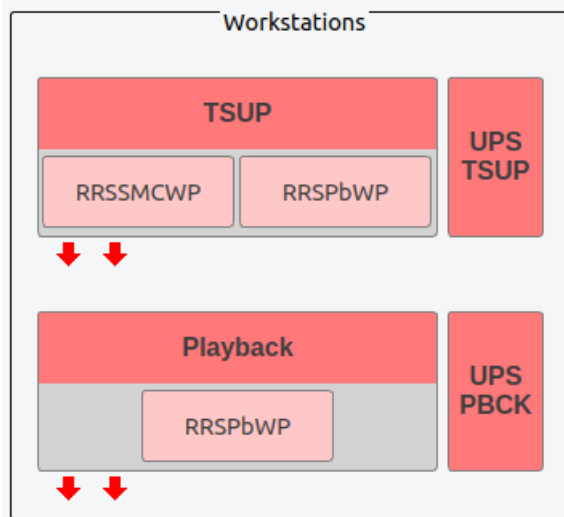 Workstations
TSUP
UPS
TSUP
RRSSMCWP
RRSPbWP
Playback
UPS
PBCK
RRSPbWP